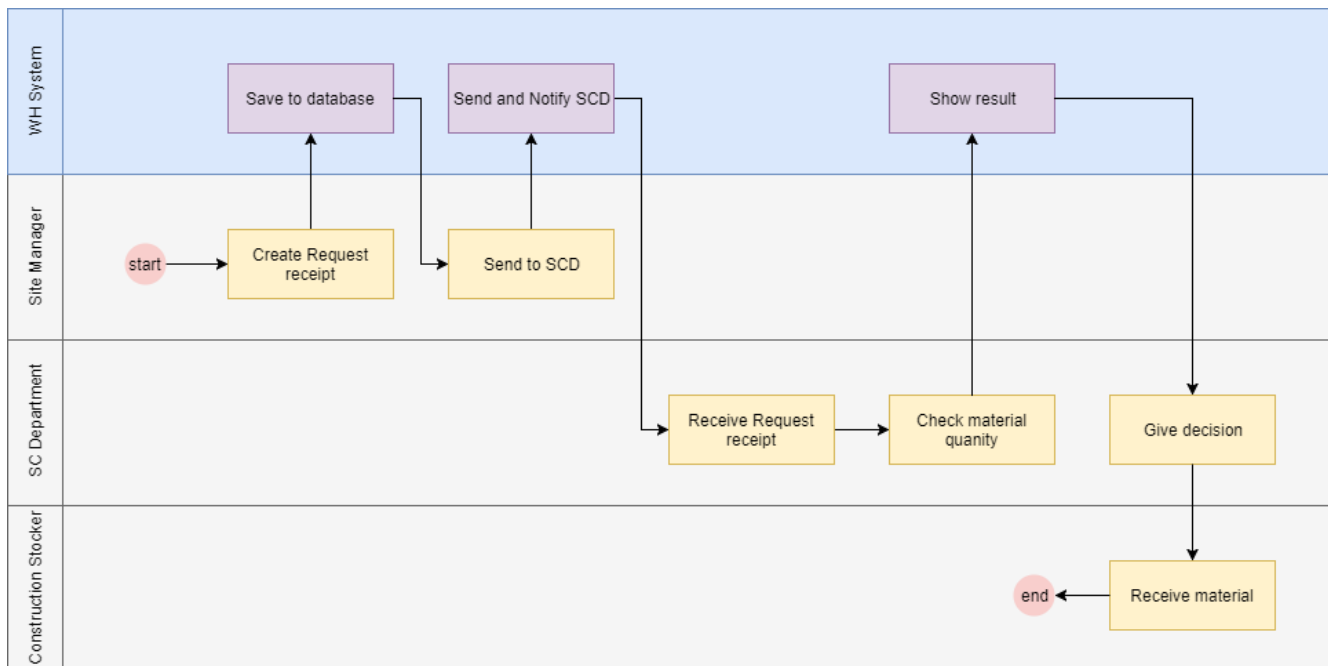 WH System
Save to database
Send and Notify SCD
Show result
Site Manager
start
Create Request
receipt
Send to SCD
SC Department
Receive Request
receipt
Check material
quanity
Give decision
Construction Stocker
end
Receive material